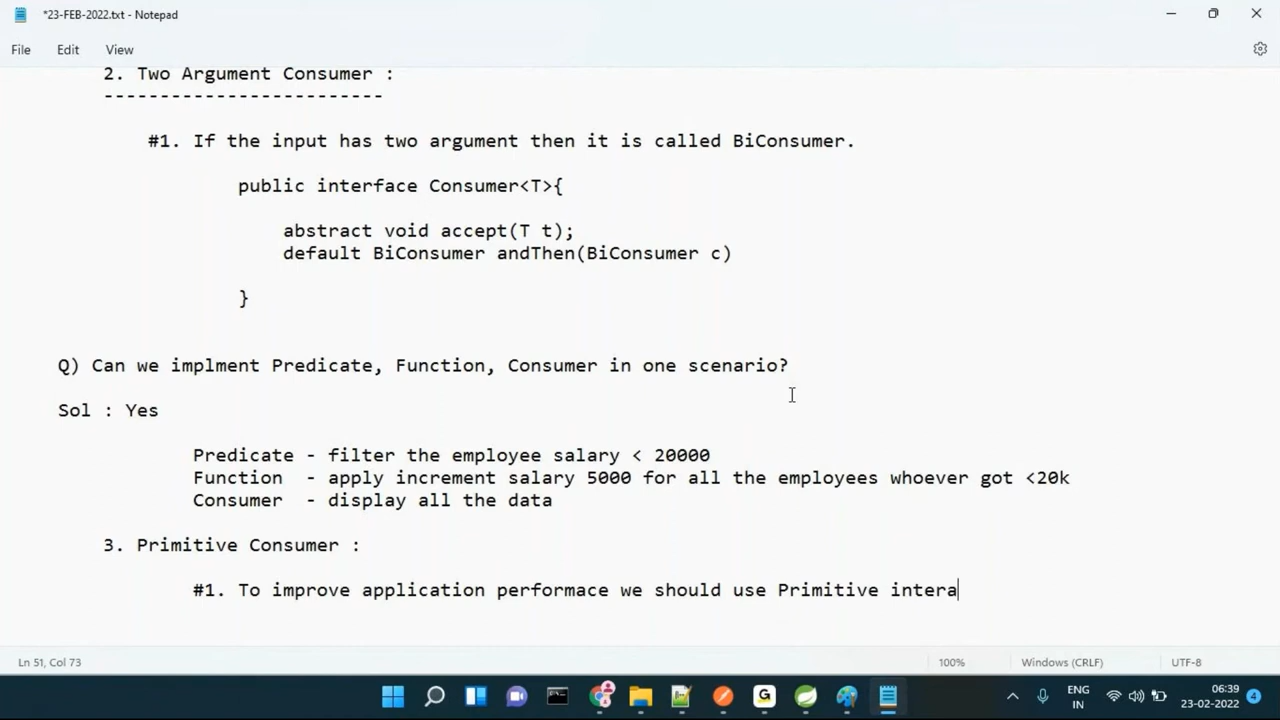 *23-FEB-2022.txt - Notepad
File Edit View
2. Two Argument Consumer :
-------------------------
#1. If the input has two argument then it is called BiConsumer.
public interface Consumer<T>{
abstract void accept(T t);
default BiConsumer andThen(BiConsumer c)
}
Q) Can we implment Predicate, Function, Consumer in one scenario?
Sol : Yes
Predicate - filter the employee salary < 20000
Function - apply increment salary 5000 for all the employees whoever got <20k
Consumer - display all the data
3. Primitive Consumer :
#1. To improve application performace we should use Primitive intera
Ln 51, Col 73 100% Windows (CRLF) UTF-8
G ENG 06:39
IN 23-02-2022 4